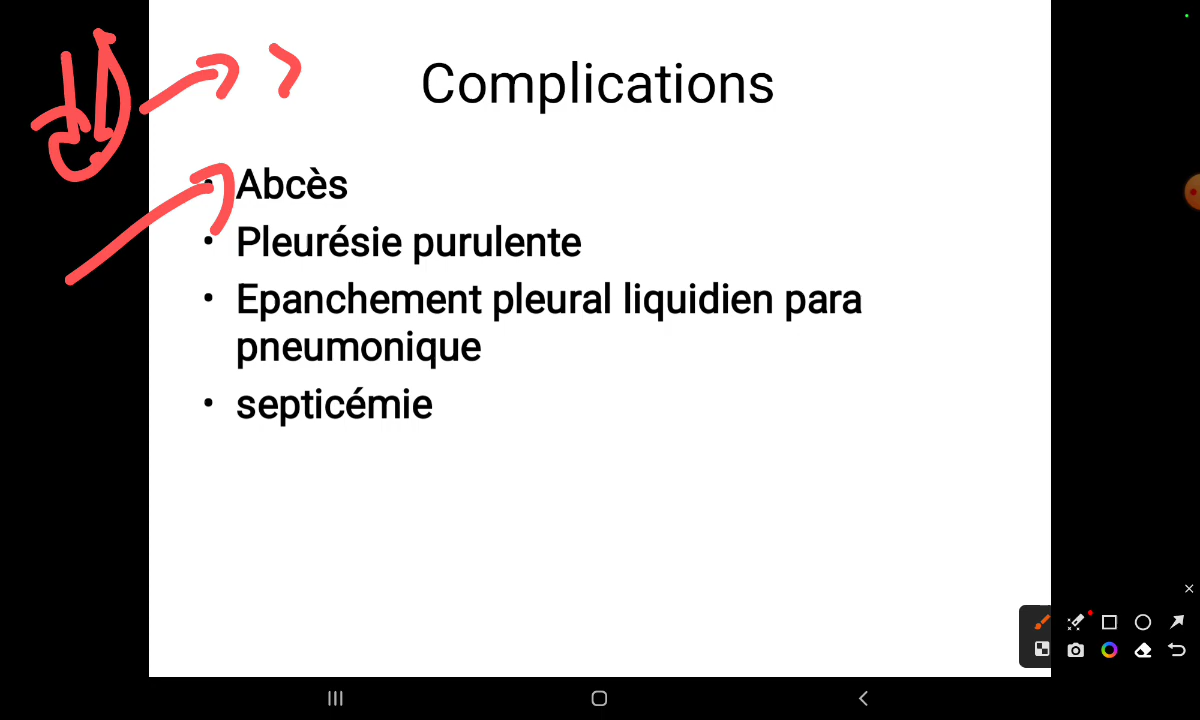 Complications
• Abcès
• Pleurésie purulente
• Epanchement pleural liquidien para
pneumonique
• septicémie